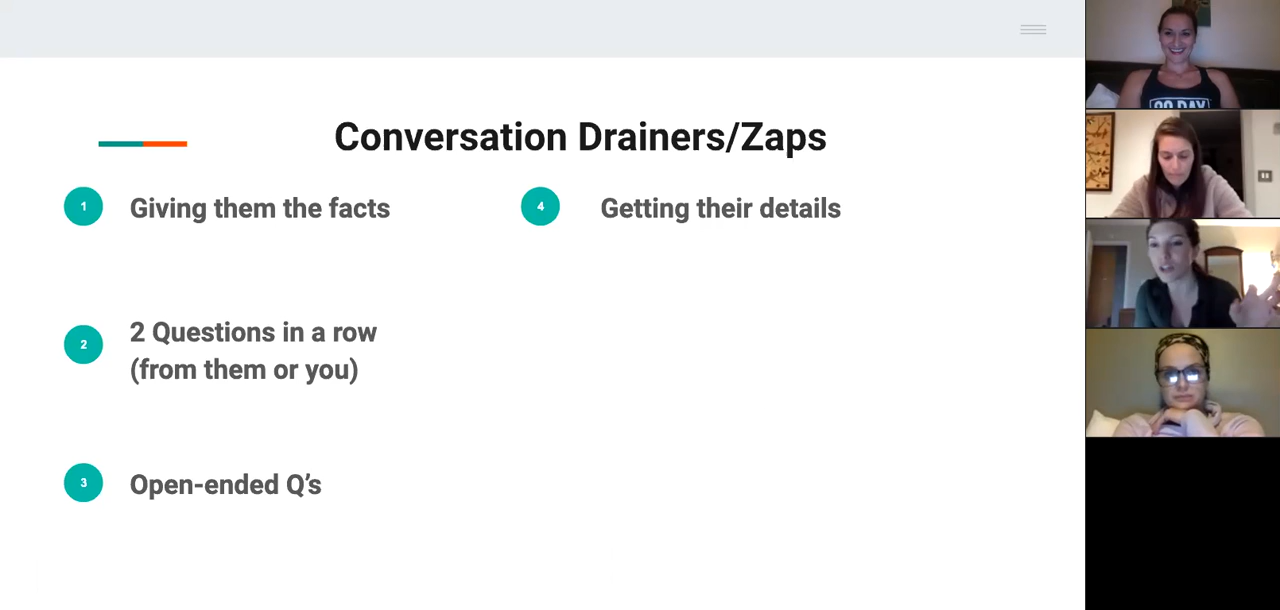 Conversation Drainers/Zaps
1 Giving them the facts
2 2 Questions in a row
(from them or you)
3 Open-ended Q’s
4 Getting their details